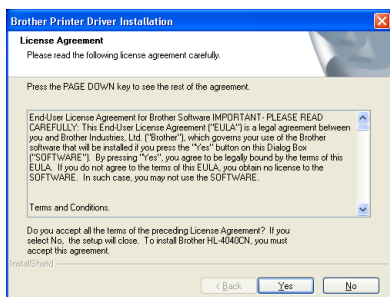 Brother Printer Driver Installation
License Agreement
Please read the following license agreement carefully.
Press the PAGE DOWN key to see the rest of the agreement.
End-User License Agreement for Brother Software IMPORTANT- PLEASE READ
CAREFULLY: This End-User License Agreement ("EULA") is a legal agreement between
you and Brother Industries, Ltd. ("Brother"), which governs your use of the Brother
software that will be installed if you press the "Yes" button on this Dialog Box
("SOFTWARE"). By pressing "Yes", you agree to be legally bound by the terms of this
EULA. If you do not agree to the terms of this EULA, you obtain no license to the
SOFTWARE. In such case, you may not use the SOFTWARE.
Terms and Conditions.
Do you accept all the terms of the preceding License Agreement? If you
select No, the setup will close. To install Brother HL-4040CN, you must
accept this agreement.
InstallShield
< Back Yes No